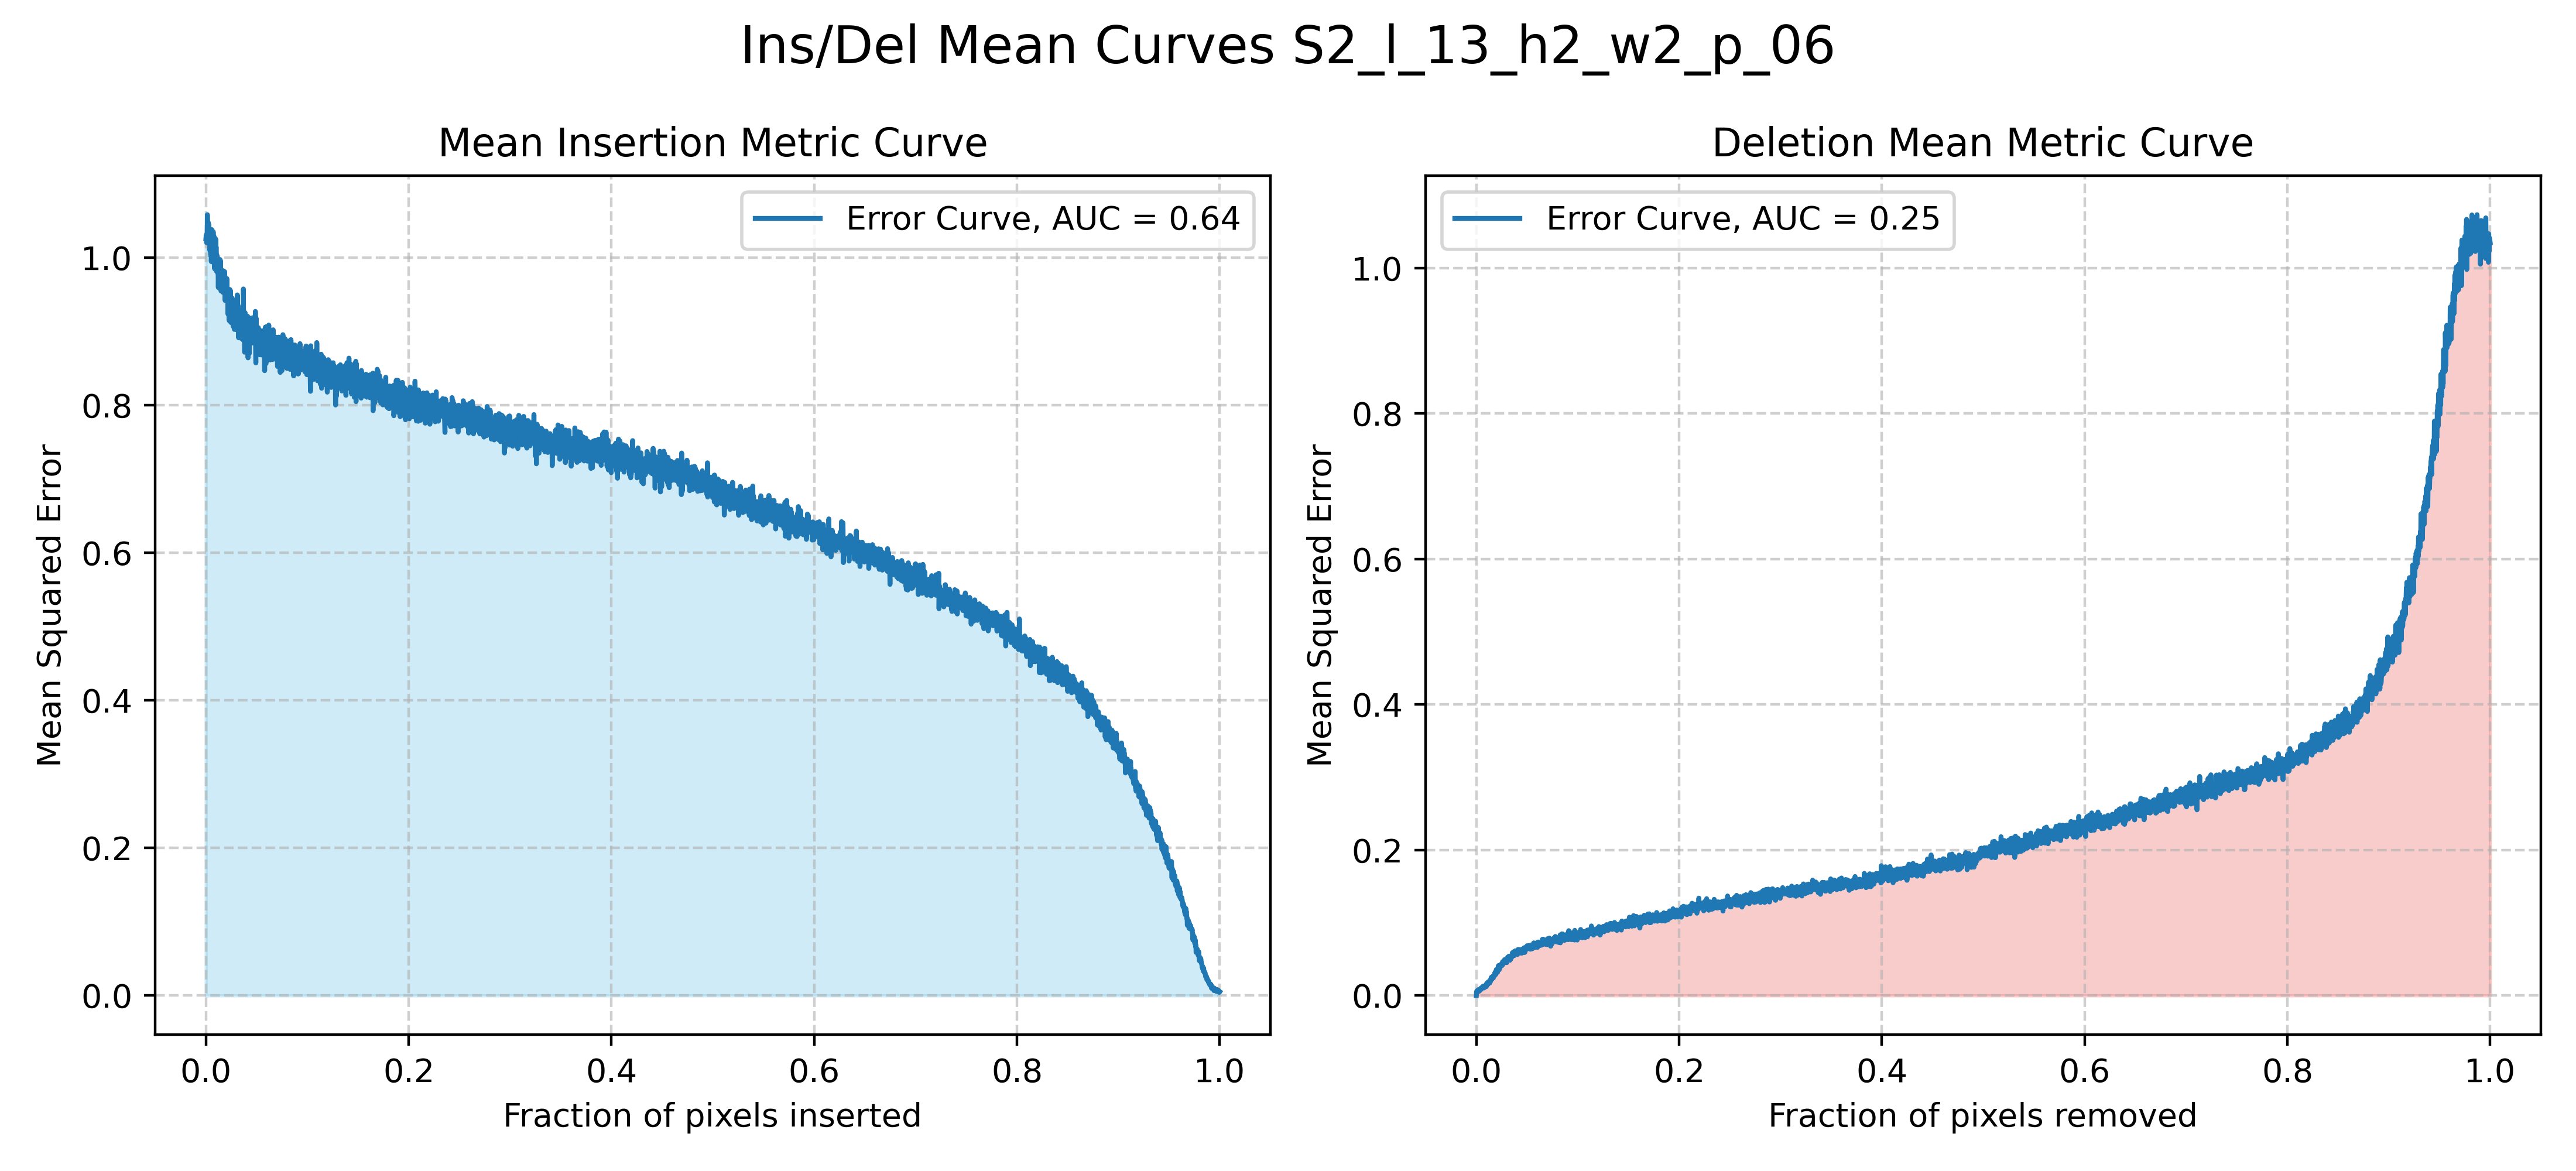 Ins/Del Mean Curves S2_l_13_h2_w2_p_06
Mean Insertion Metric Curve
Error Curve, AUC = 0.64
Mean Squared Error
1.0
0.8
0.6
0.4
0.2
0.0
0.0 0.2 0.4 0.6 0.8 1.0
Fraction of pixels inserted
Deletion Mean Metric Curve
Error Curve, AUC = 0.25
Mean Squared Error
1.0
0.8
0.6
0.4
0.2
0.0
0.0 0.2 0.4 0.6 0.8 1.0
Fraction of pixels removed